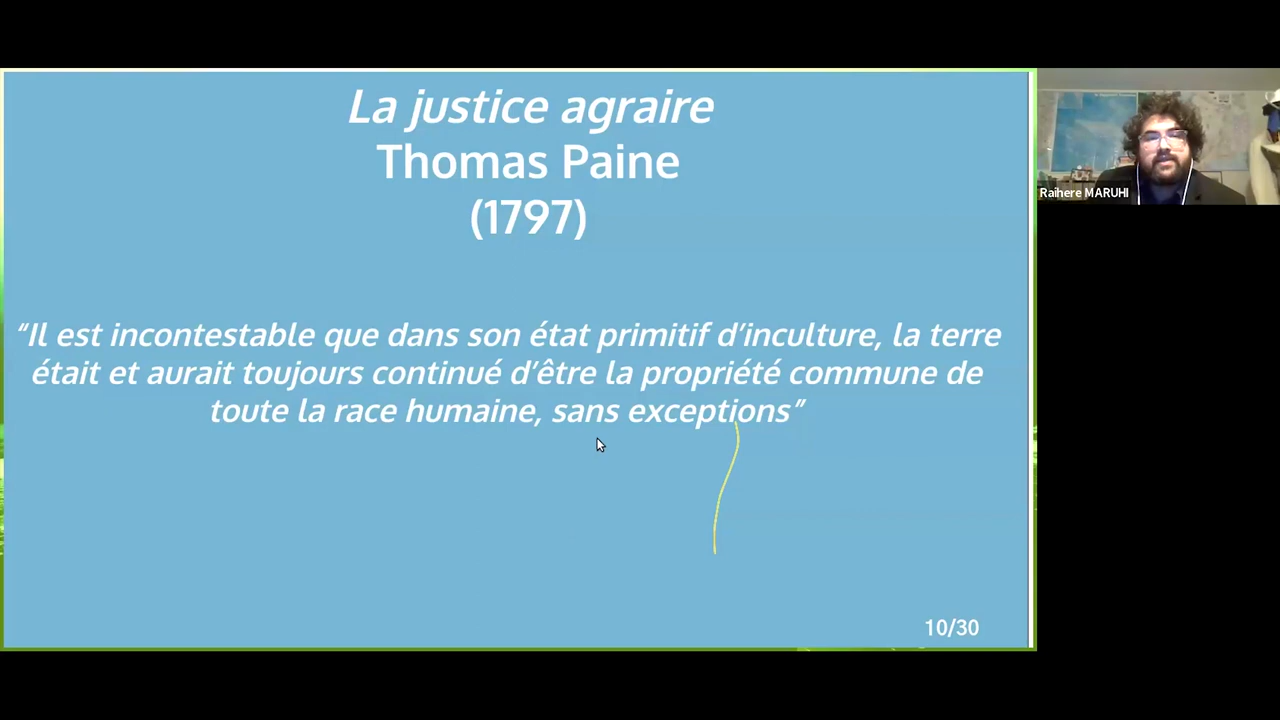 La justice agraire
Thomas Paine
(1797)
“Il est incontestable que dans son état primitif d’inculture, la terre
était et aurait toujours continué d’être la propriété commune de
toute la race humaine, sans exceptions”
10/30
Raihere MARUHI